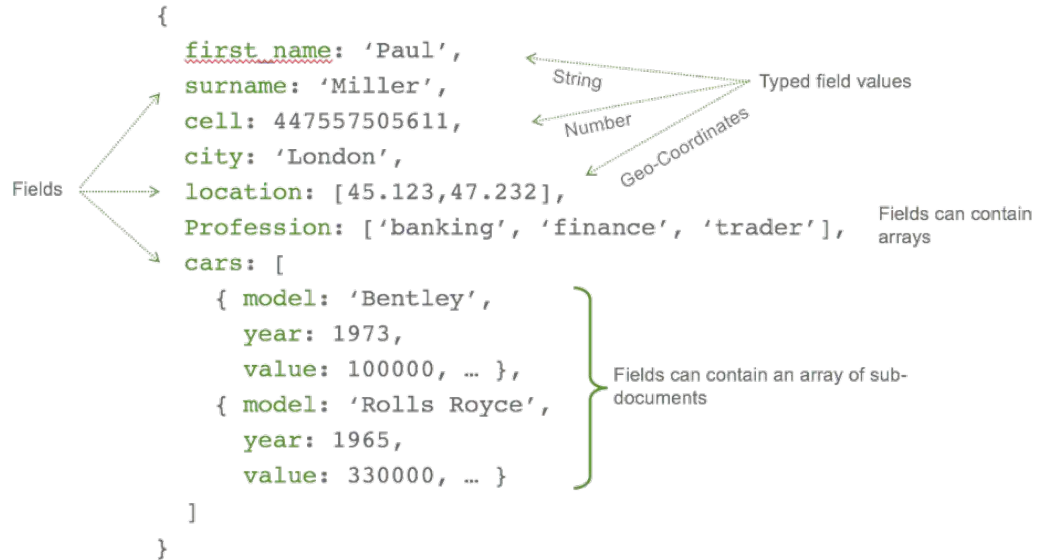 {
first_name: ‘Paul’,
surname: ‘Miller’,
cell: 447557505611,
city: ‘London’,
location: [45.123,47.232],
Profession: [‘banking’, ‘finance’, ‘trader’],
cars: [
{ model: ‘Bentley’,
year: 1973,
value: 100000, … },
{ model: ‘Rolls Royce’,
year: 1965,
value: 330000, … }
]
}
Fields
String
Number
Geo-Coordinates
Typed field values
Fields can contain
arrays
Fields can contain an array of sub-
documents